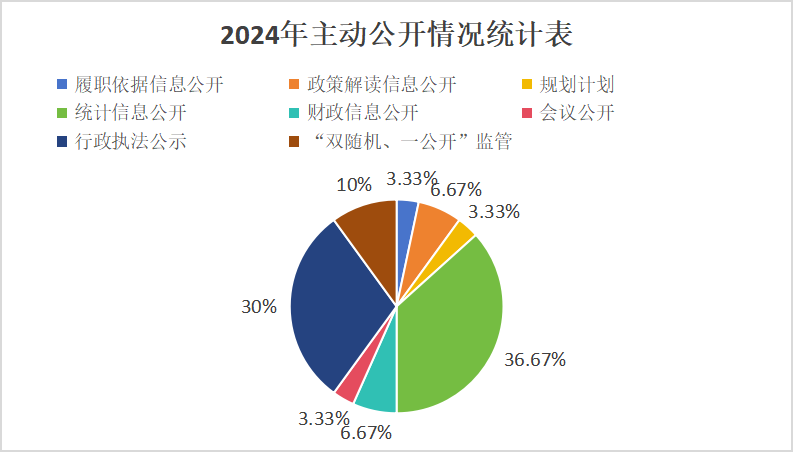 2024年主动公开情况统计表
履职依据信息公开 政策解读信息公开 规划计划
统计信息公开 财政信息公开 会议公开
行政执法公示 “双随机、一公开”监管
10% 3.33% 6.67%
3.33%
30%
36.67%
3.33%
6.67%